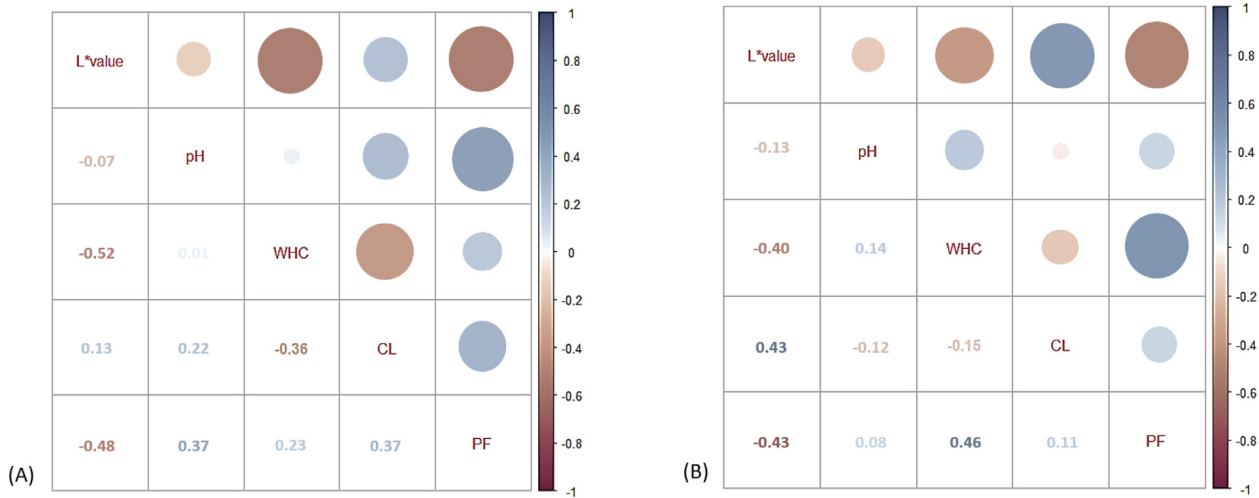 L*value
-0.07 pH
-0.52 0.01 WHC
0.13 0.22 -0.36 CL
-0.48 0.37 0.23 0.37 PF
1
0.8
0.6
0.4
0.2
0
-0.2
-0.4
-0.6
-0.8
-1
(A)
L*value
-0.13 pH
-0.40 0.14 WHC
0.43 -0.12 -0.15 CL
-0.43 0.08 0.46 0.11 PF
1
0.8
0.6
0.4
0.2
0
-0.2
-0.4
-0.6
-0.8
-1
(B)